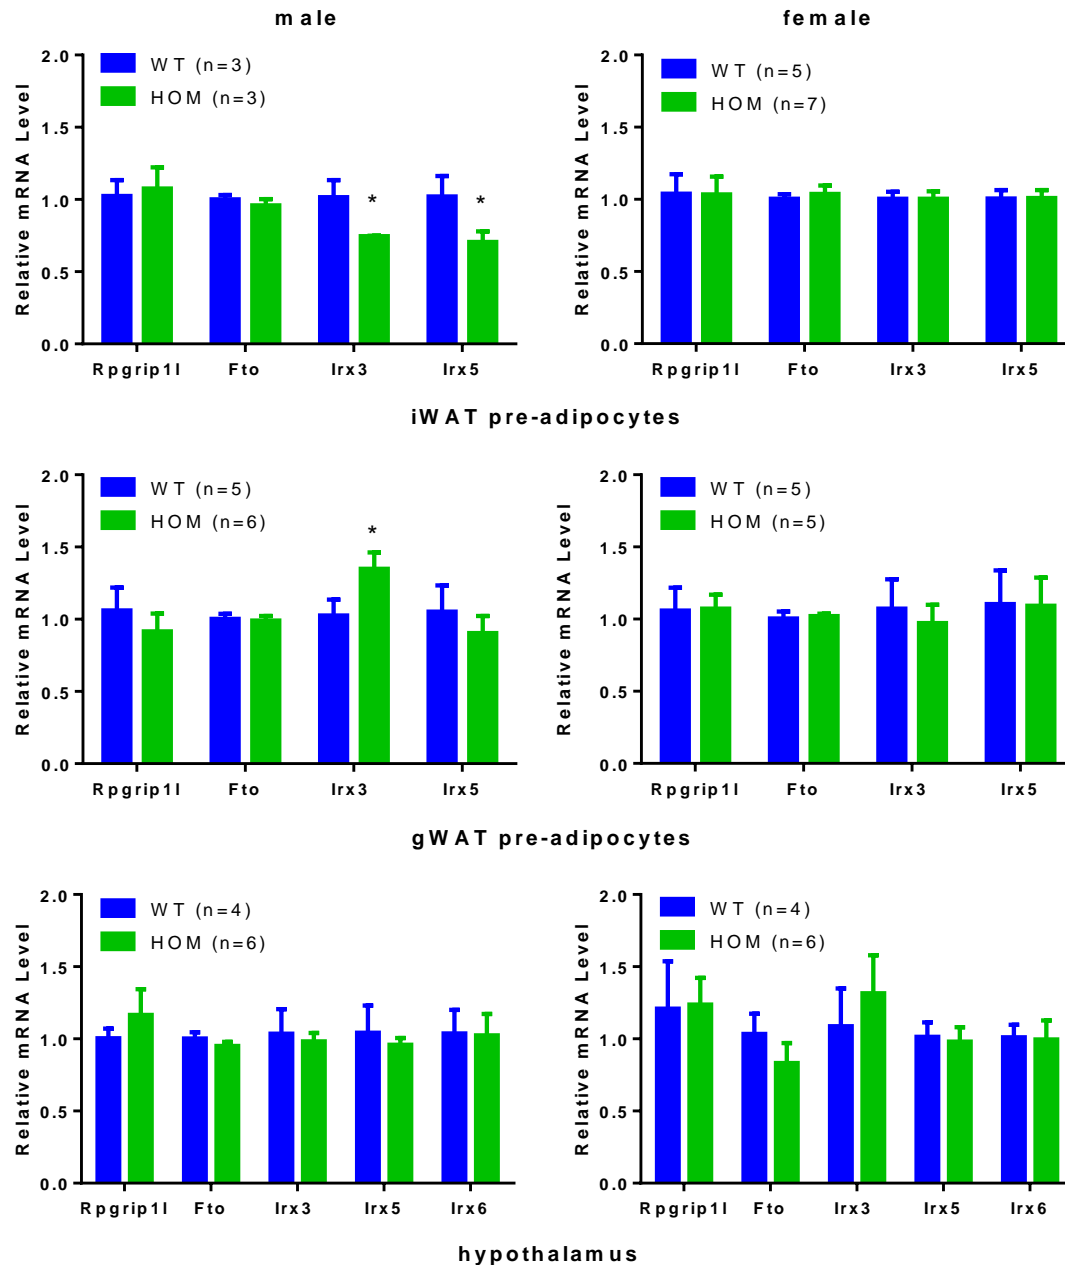 male
female
Relative mRNA Level
2.0
1.5
1.0
0.5
0.0
WT (n=3)
HOM (n=3)
*
*
Rpgrip1l
Fto
Irx3
Irx5
Relative mRNA Level
2.0
1.5
1.0
0.5
0.0
WT (n=5)
HOM (n=7)
Rpgrip1l
Fto
Irx3
Irx5
iWAT pre-adipocytes
Relative mRNA Level
2.0
1.5
1.0
0.5
0.0
WT (n=5)
HOM (n=6)
*
Rpgrip1l
Fto
Irx3
Irx5
Relative mRNA Level
2.0
1.5
1.0
0.5
0.0
WT (n=5)
HOM (n=5)
Rpgrip1l
Fto
Irx3
Irx5
gWAT pre-adipocytes
Relative mRNA Level
2.0
1.5
1.0
0.5
0.0
WT (n=4)
HOM (n=6)
Rpgrip1l
Fto
Irx3
Irx5
Irx6
Relative mRNA Level
2.0
1.5
1.0
0.5
0.0
WT (n=4)
HOM (n=6)
Rpgrip1l
Fto
Irx3
Irx5
Irx6
hypothalamus